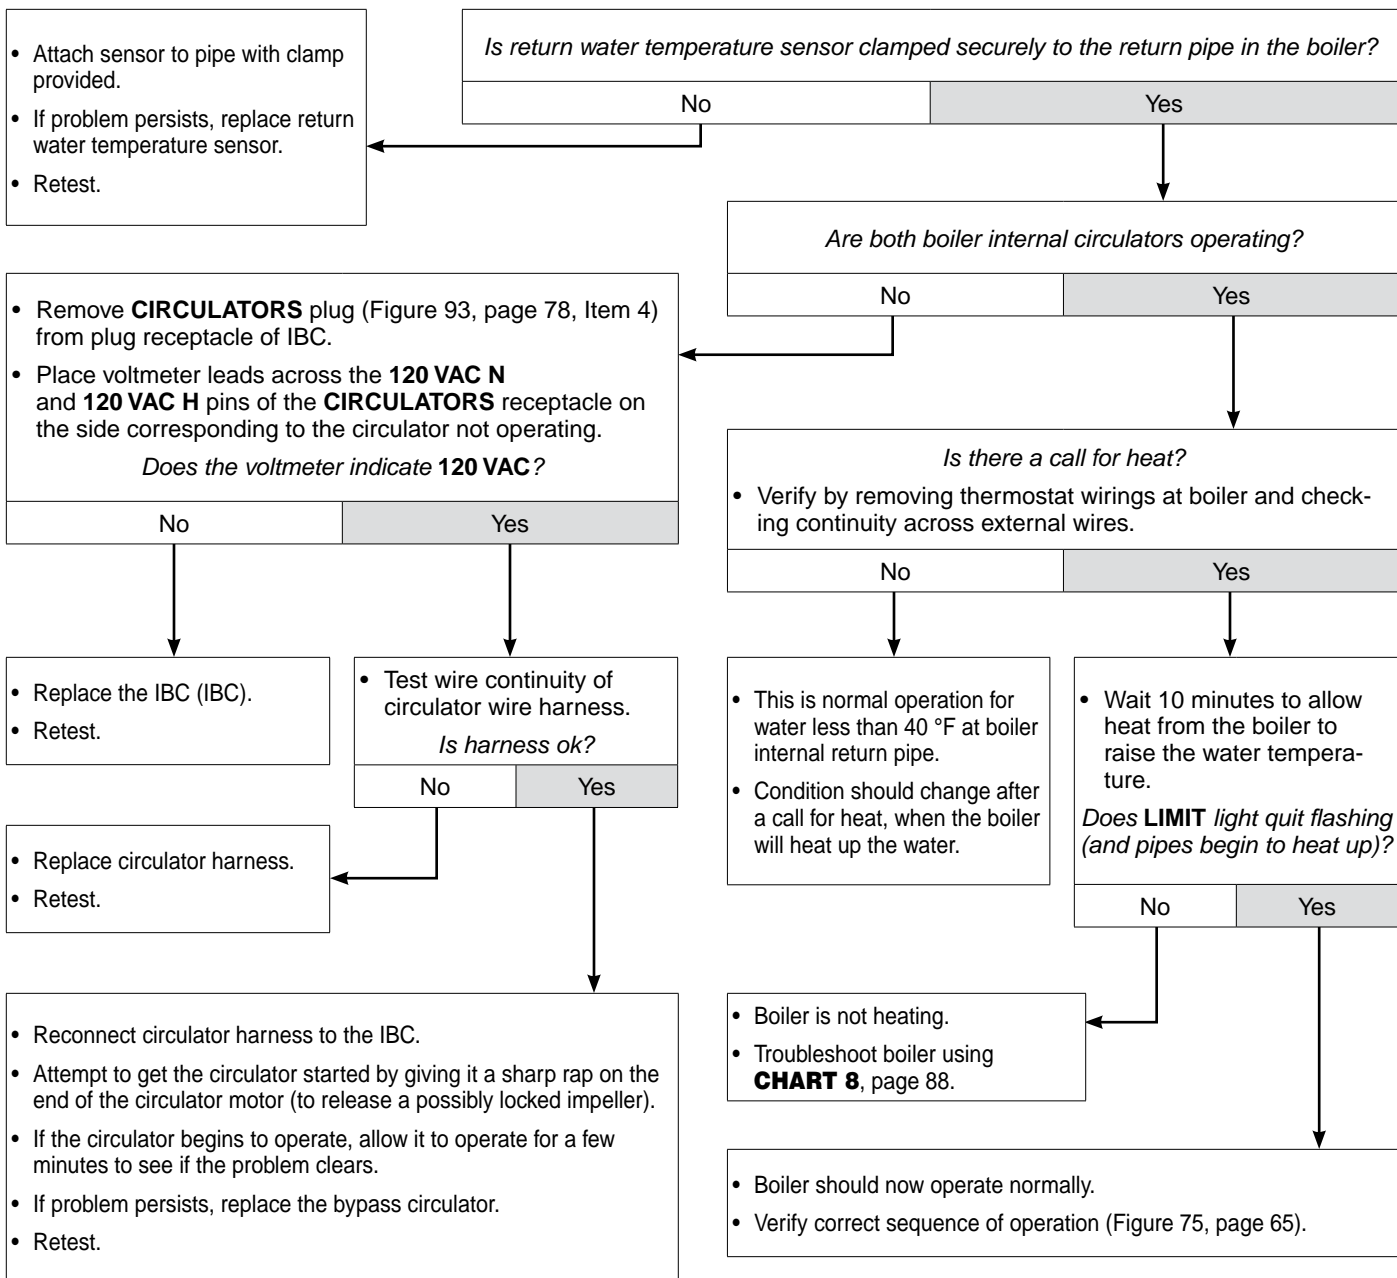 Is return water temperature sensor clamped securely to the return pipe in the boiler?
No
Yes
• Attach sensor to pipe with clamp
provided.
• If problem persists, replace return
water temperature sensor.
• Retest.
Are both boiler internal circulators operating?
No
Yes
• Remove CIRCULATORS plug (Figure 93, page 78, Item 4)
from plug receptacle of IBC.
• Place voltmeter leads across the 120 VAC N
and 120 VAC H pins of the CIRCULATORS receptacle on
the side corresponding to the circulator not operating.
Does the voltmeter indicate 120 VAC?
No
Yes
Is there a call for heat?
• Verify by removing thermostat wirings at boiler and check-
ing continuity across external wires.
No
Yes
• Replace the IBC (IBC).
• Retest.
• Test wire continuity of
circulator wire harness.
Is harness ok?
No
Yes
• This is normal operation for
water less than 40 °F at boiler
internal return pipe.
• Condition should change after
a call for heat, when the boiler
will heat up the water.
• Wait 10 minutes to allow
heat from the boiler to
raise the water tempera-
ture.
Does LIMIT light quit flashing
(and pipes begin to heat up)?
No
Yes
• Replace circulator harness.
• Retest.
• Reconnect circulator harness to the IBC.
• Attempt to get the circulator started by giving it a sharp rap on the
end of the circulator motor (to release a possibly locked impeller).
• If the circulator begins to operate, allow it to operate for a few
minutes to see if the problem clears.
• If problem persists, replace the bypass circulator.
• Retest.
• Boiler is not heating.
• Troubleshoot boiler using
CHART 8, page 88.
• Boiler should now operate normally.
• Verify correct sequence of operation (Figure 75, page 65).